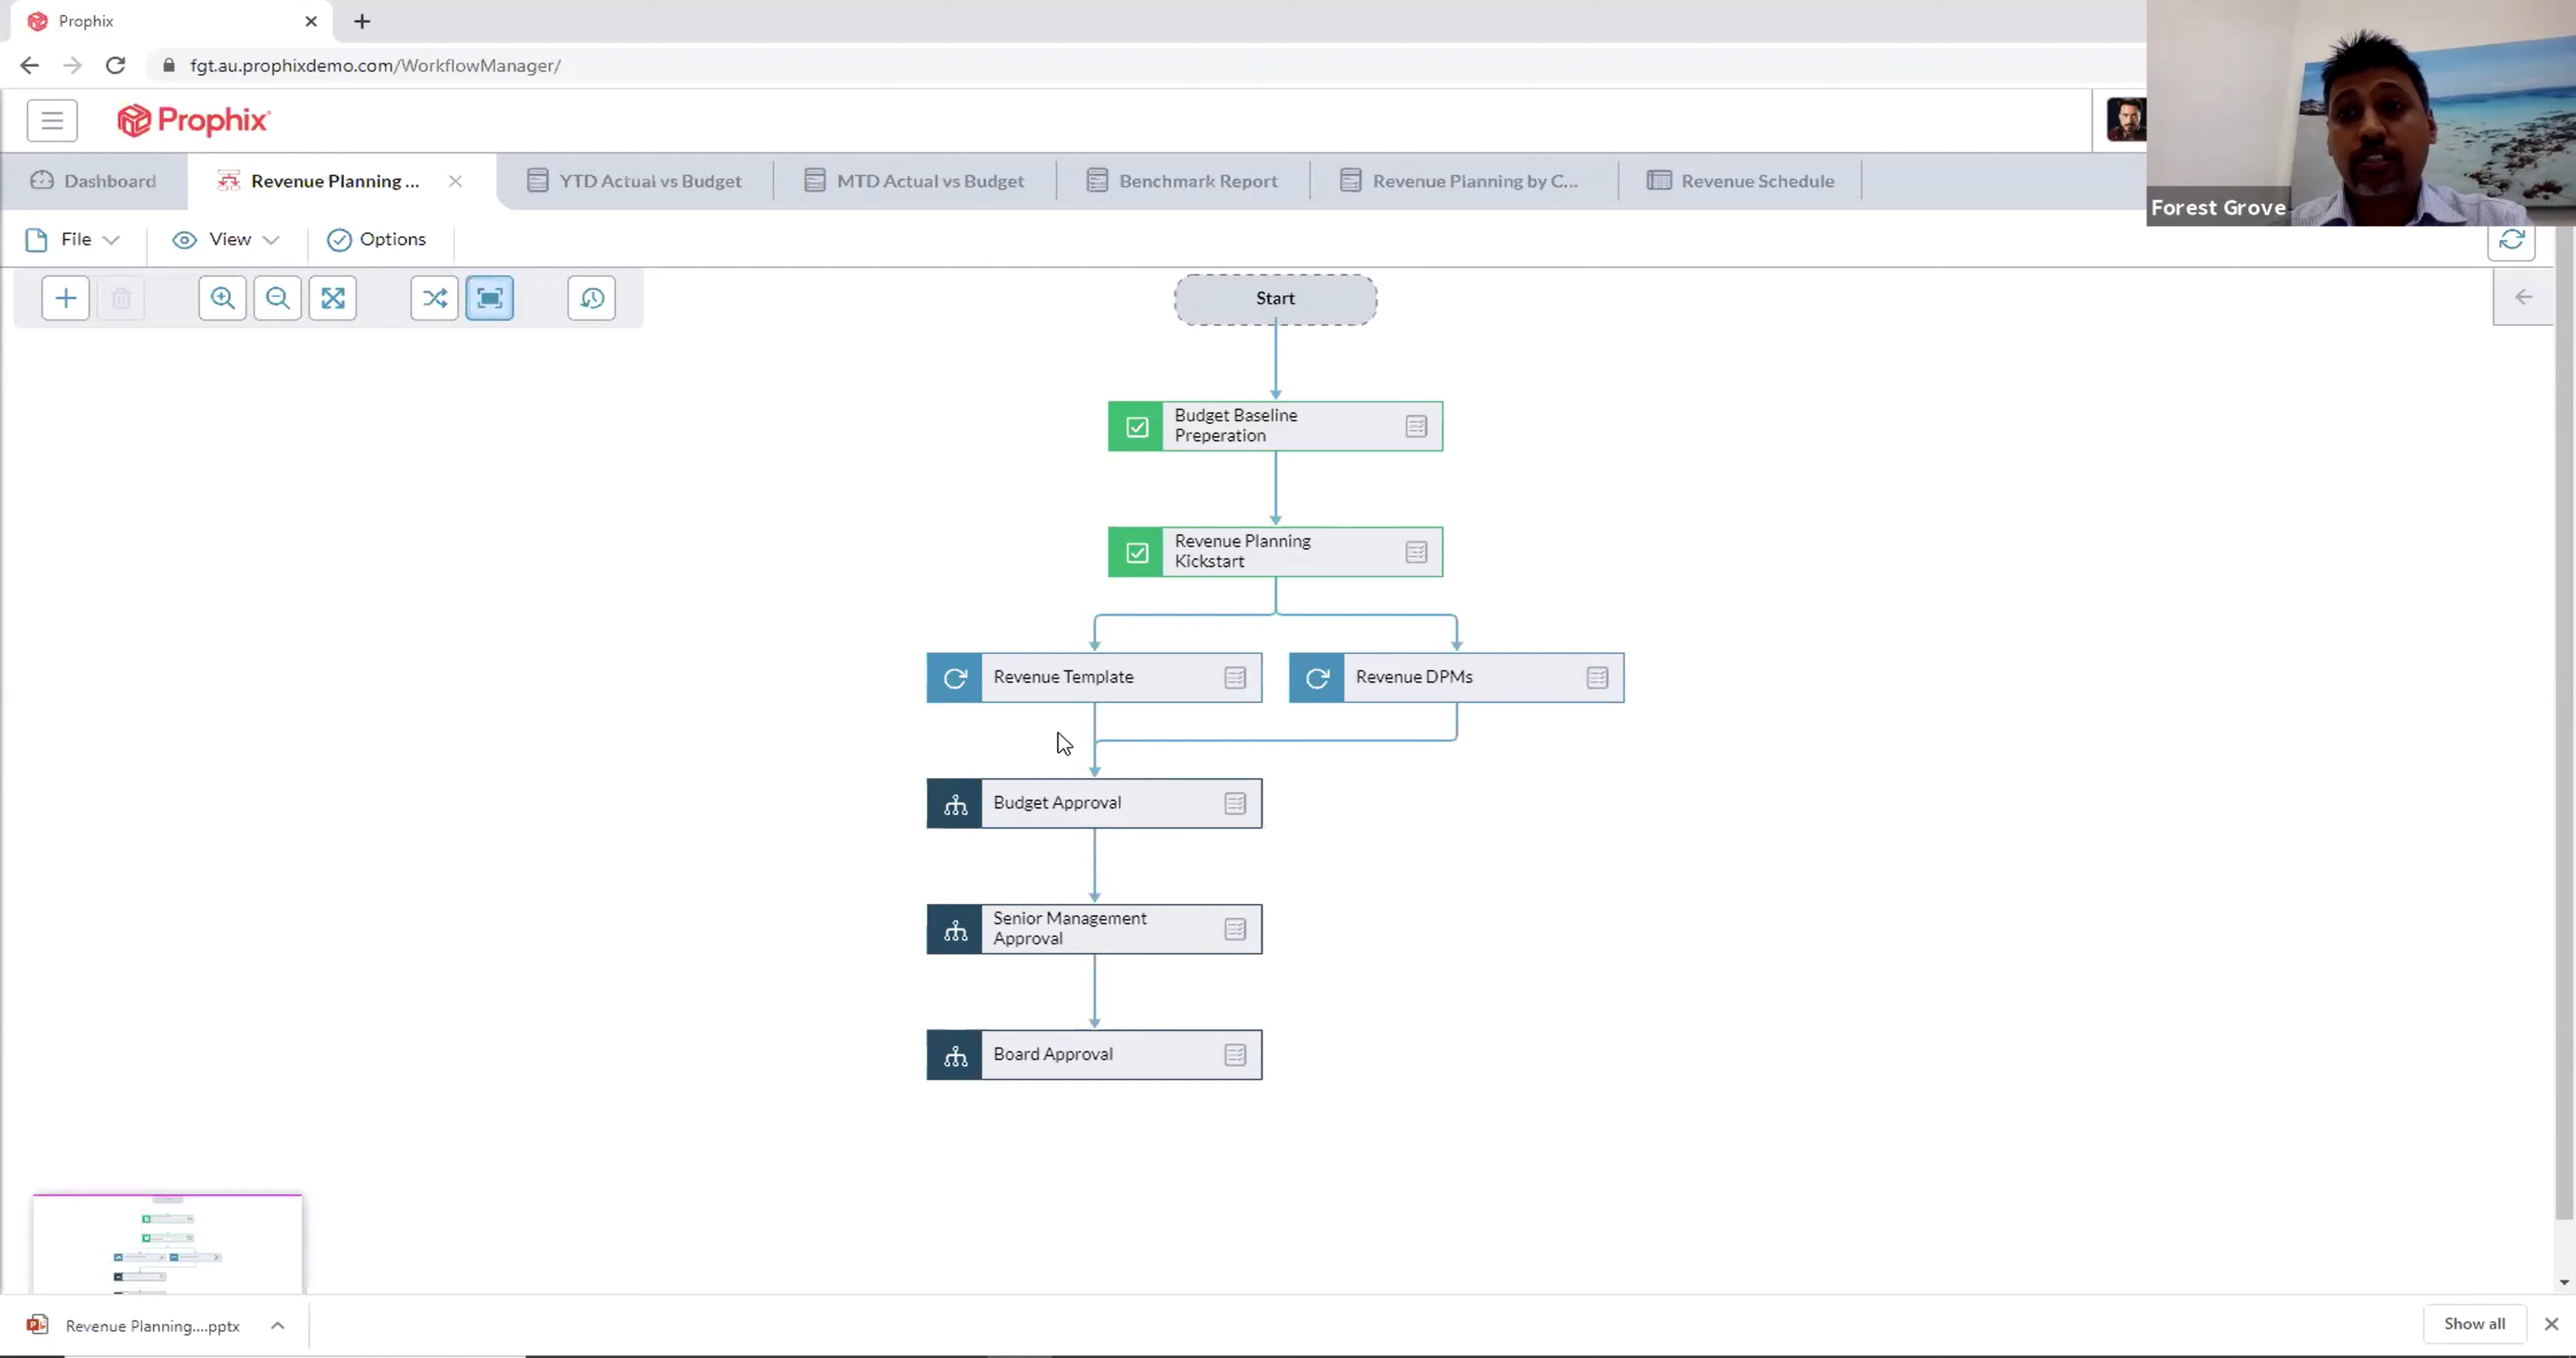 Prophix
fgt.au.prophixdemo.com/WorkflowManager/
Prophix
Forest Grove
Dashboard
Revenue Planning ...
YTD Actual vs Budget
MTD Actual vs Budget
Benchmark Report
Revenue Planning by C...
Revenue Schedule
File
View
Options
Start
Budget Baseline
Preperation
Revenue Planning
Kickstart
Revenue Template
Revenue DPMs
Budget Approval
Senior Management
Approval
Board Approval
Revenue Planning....pptx
Show all